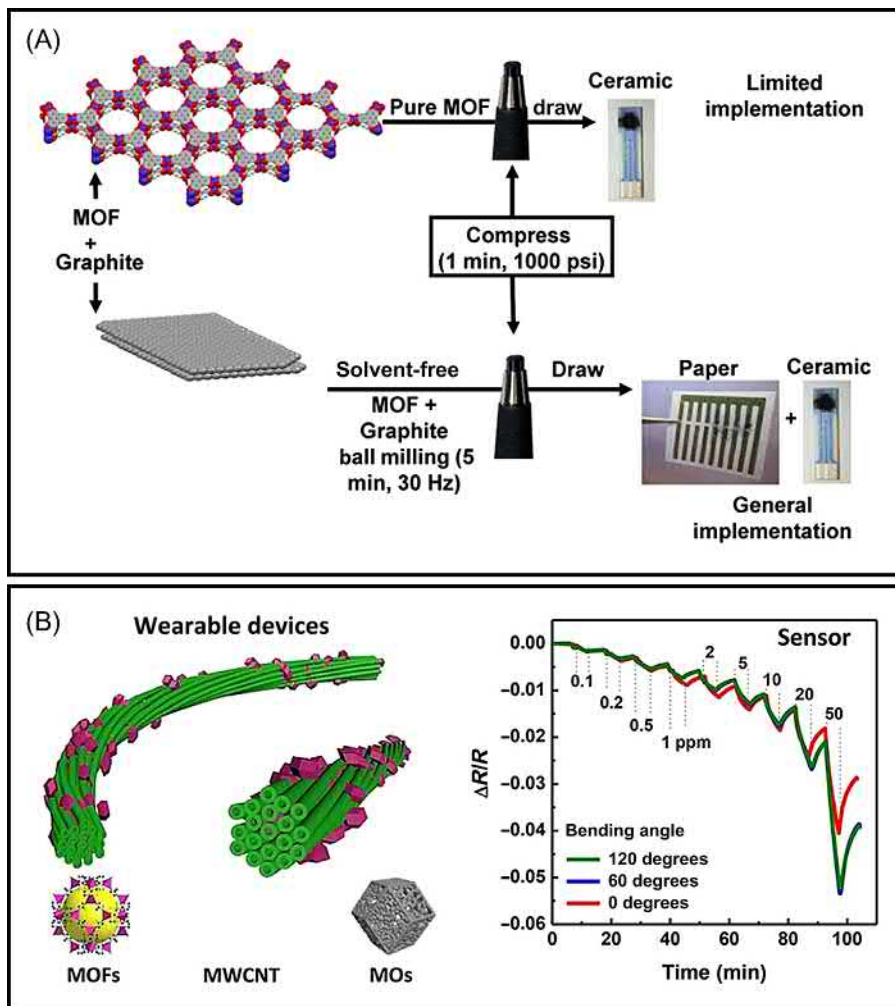 (A)
Pure MOF
draw
Ceramic
Limited
implementation
MOF
+
Graphite
Compress
(1 min, 1000 psi)
Solvent-free
MOF +
Graphite
ball milling (5
min, 30 Hz)
Draw
Paper
+
Ceramic
General
implementation
(B)
Wearable devices
MOFs
MWCNT
MOs
Sensor
0.00
−0.01
−0.02
−0.03
−0.04
−0.05
−0.06
ΔR/R
0.1
0.2
0.5
1 ppm
2
5
10
20
50
Bending angle
120 degrees
60 degrees
0 degrees
0
20
40
60
80
100
Time (min)